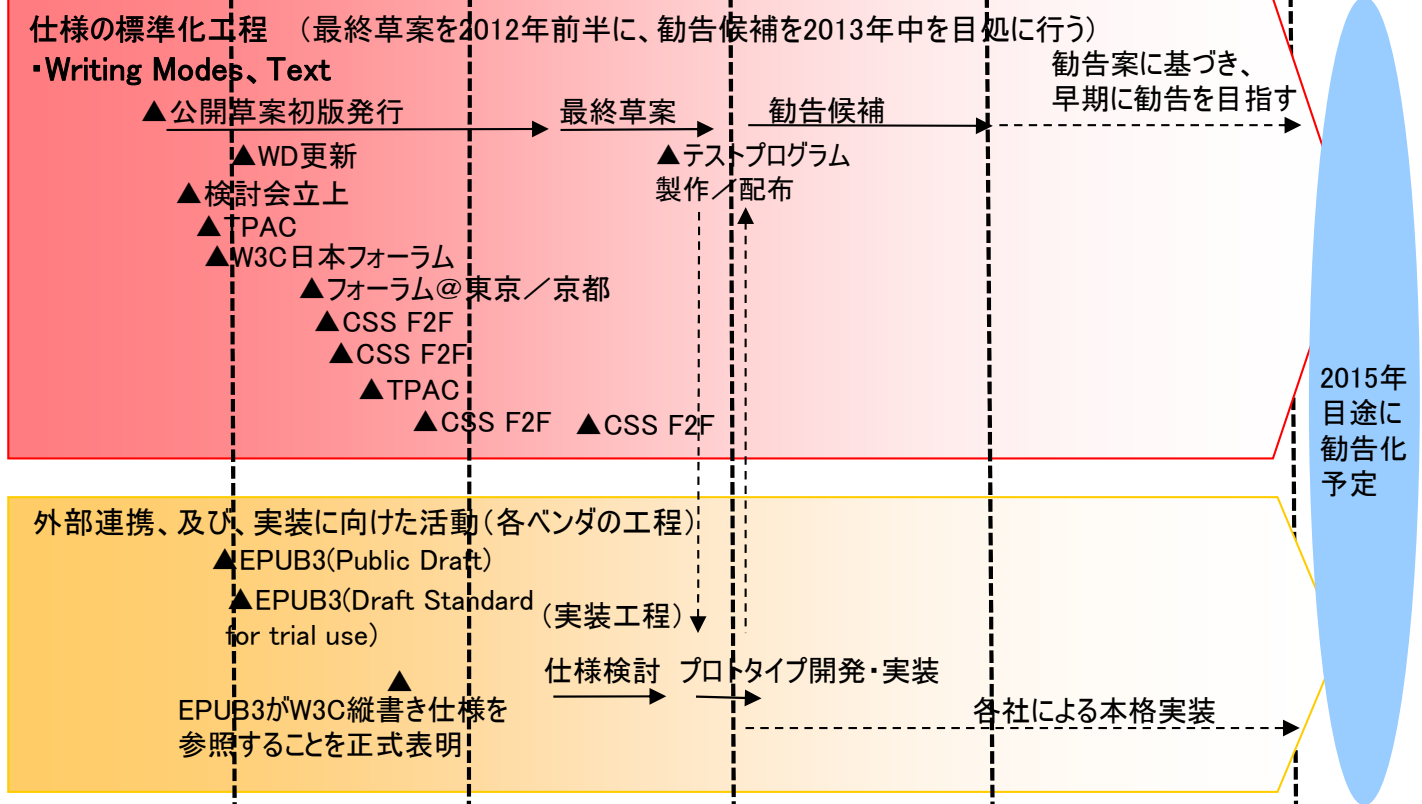 仕様の標準化工程　（最終草案を2012年前半に、勧告候補を2013年中を目処に行う）
・Writing Modes、Text
勧告案に基づき、
早期に勧告を目指す
▲公開草案初版発行
最終草案
勧告候補
▲WD更新
▲テストプログラム
製作／配布
▲検討会立上
▲TPAC
▲W3C日本フォーラム
▲フォーラム＠東京／京都
▲CSS F2F
▲CSS F2F
▲TPAC
▲CSS F2F
▲CSS F2F
2015年
目途に
勧告化
予定
外部連携、及び、実装に向けた活動（各ベンダの工程）
▲EPUB3(Public Draft)
▲EPUB3(Draft Standard
for trial use)
（実装工程）
仕様検討
プロトタイプ開発・実装
▲
EPUB3がW3C縦書き仕様を
参照することを正式表明
各社による本格実装